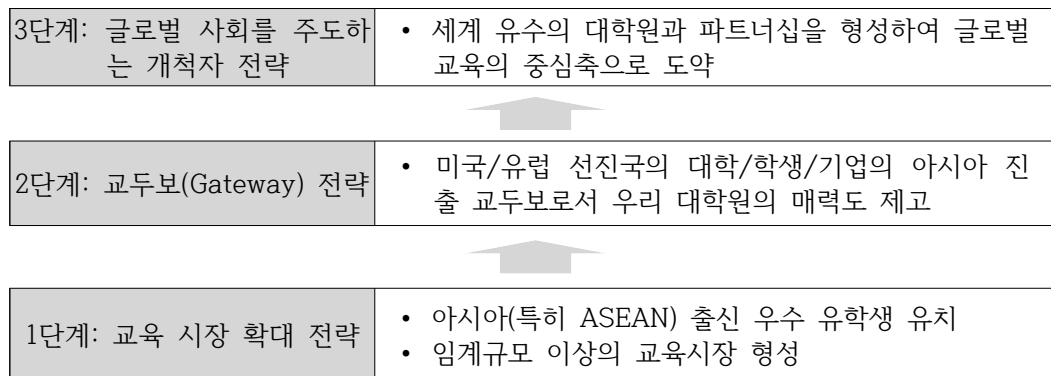 3단계: 글로벌 사회를 주도하
는 개척자 전략
• 세계 유수의 대학원과 파트너십을 형성하여 글로벌
교육의 중심축으로 도약
2단계: 교두보(Gateway) 전략
• 미국/유럽 선진국의 대학/학생/기업의 아시아 진
출 교두보로서 우리 대학원의 매력도 제고
1단계: 교육 시장 확대 전략
• 아시아(특히 ASEAN) 출신 우수 유학생 유치
• 임계규모 이상의 교육시장 형성